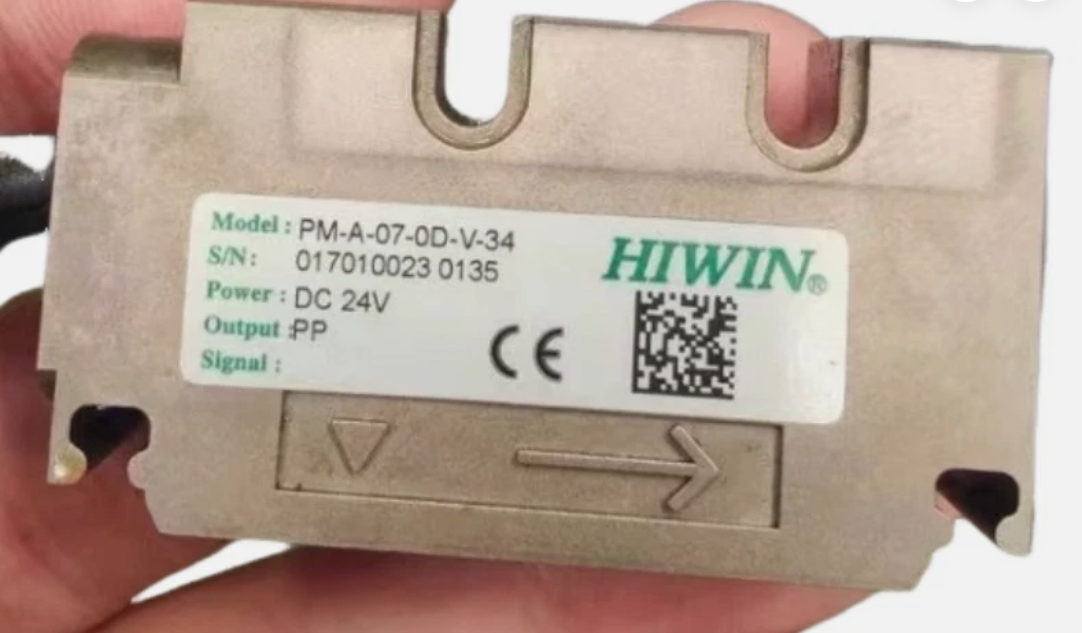 Model : PM-A-07-0D-V-34
S/N: 017010023 0135
Power : DC 24V
Output : PP
Signal :
HIWIN®
CE